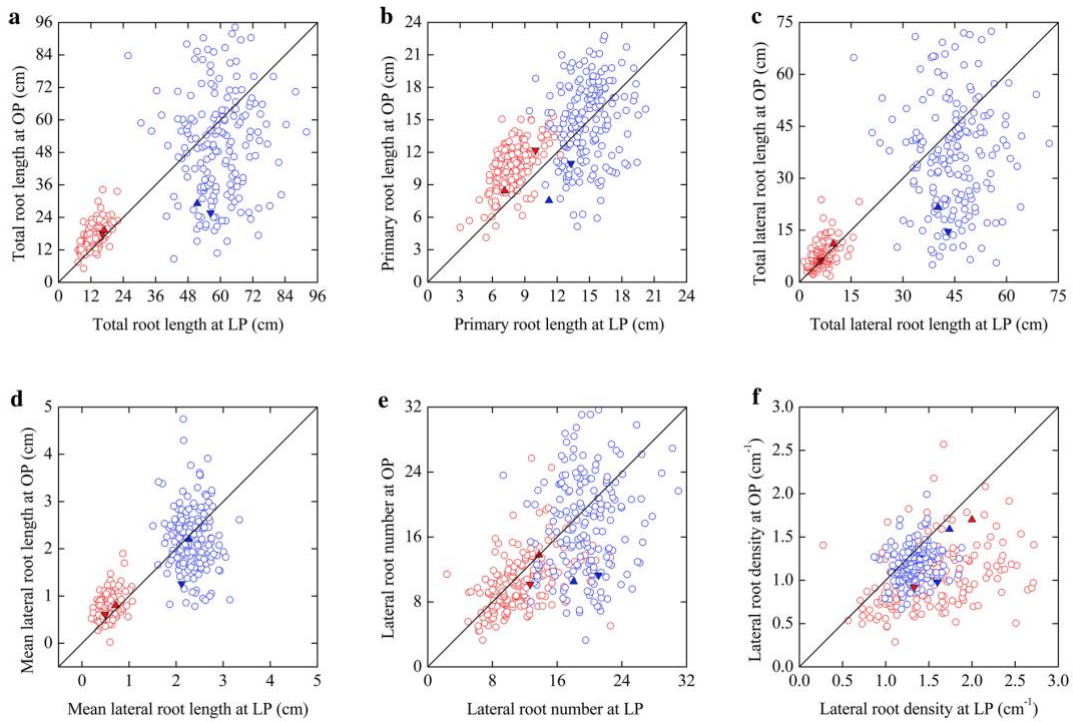 a
96
84
72
60
48
36
24
12
0
Total root length at OP (cm)
0 12 24 36 48 60 72 84 96
Total root length at LP (cm)
b
24
21
18
15
12
9
6
3
0
Primary root length at OP (cm)
0 3 6 9 12 15 18 21 24
Primary root length at LP (cm)
c
75
60
45
30
15
0
Total lateral root length at OP (cm)
0 15 30 45 60 75
Total lateral root length at LP (cm)
d
5
4
3
2
1
0
Mean lateral root length at OP (cm)
0 1 2 3 4 5
Mean lateral root length at LP (cm)
e
32
24
16
8
0
Lateral root number at OP
0 8 16 24 32
Lateral root number at LP
f
3.0
2.5
2.0
1.5
1.0
0.5
0.0
Lateral root density at OP (cm⁻¹)
0.0 0.5 1.0 1.5 2.0 2.5 3.0
Lateral root density at LP (cm⁻¹)